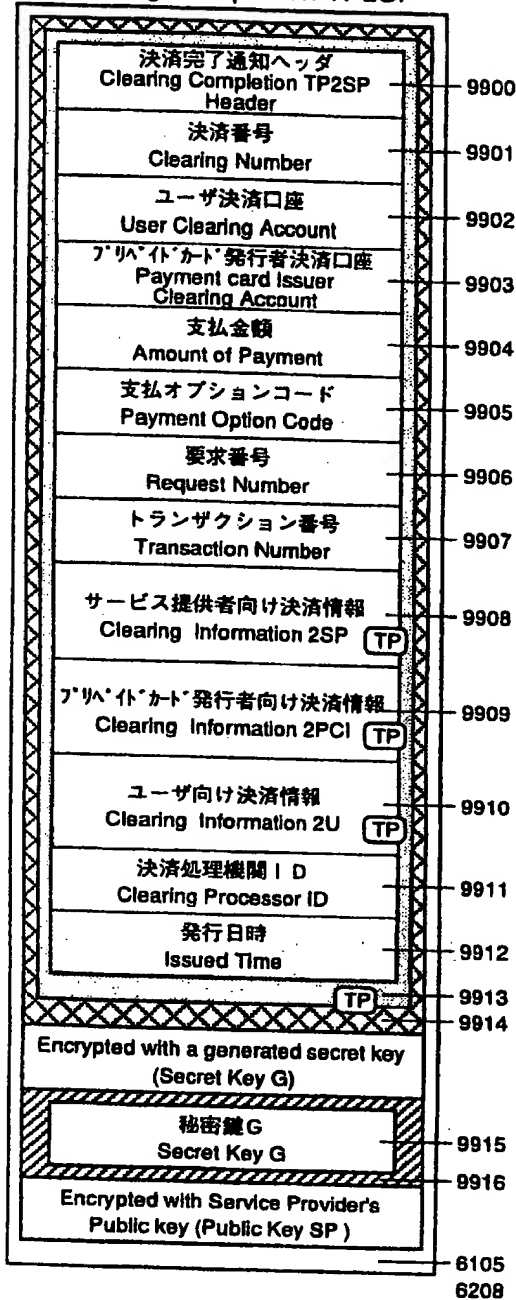 決済完了通知ヘッダ
Clearing Completion TP2SP
Header
9900
決済番号
Clearing Number
9901
ユーザ決済口座
User Clearing Account
9902
プリペイドカード発行者決済口座
Payment card Issuer
Clearing Account
9903
支払金額
Amount of Payment
9904
支払オプションコード
Payment Option Code
9905
要求番号
Request Number
9906
トランザクション番号
Transaction Number
9907
サービス提供者向け決済情報
Clearing Information 2SP
TP
9908
プリペイドカード発行者向け決済情報
Clearing Information 2PCI
TP
9909
ユーザ向け決済情報
Clearing Information 2U
TP
9910
決済処理機関ID
Clearing Processor ID
9911
発行日時
Issued Time
9912
TP
9913
9914
Encrypted with a generated secret key
(Secret Key G)
秘密鍵G
Secret Key G
9915
9916
Encrypted with Service Provider's
Public key (Public Key SP )
6105
6208